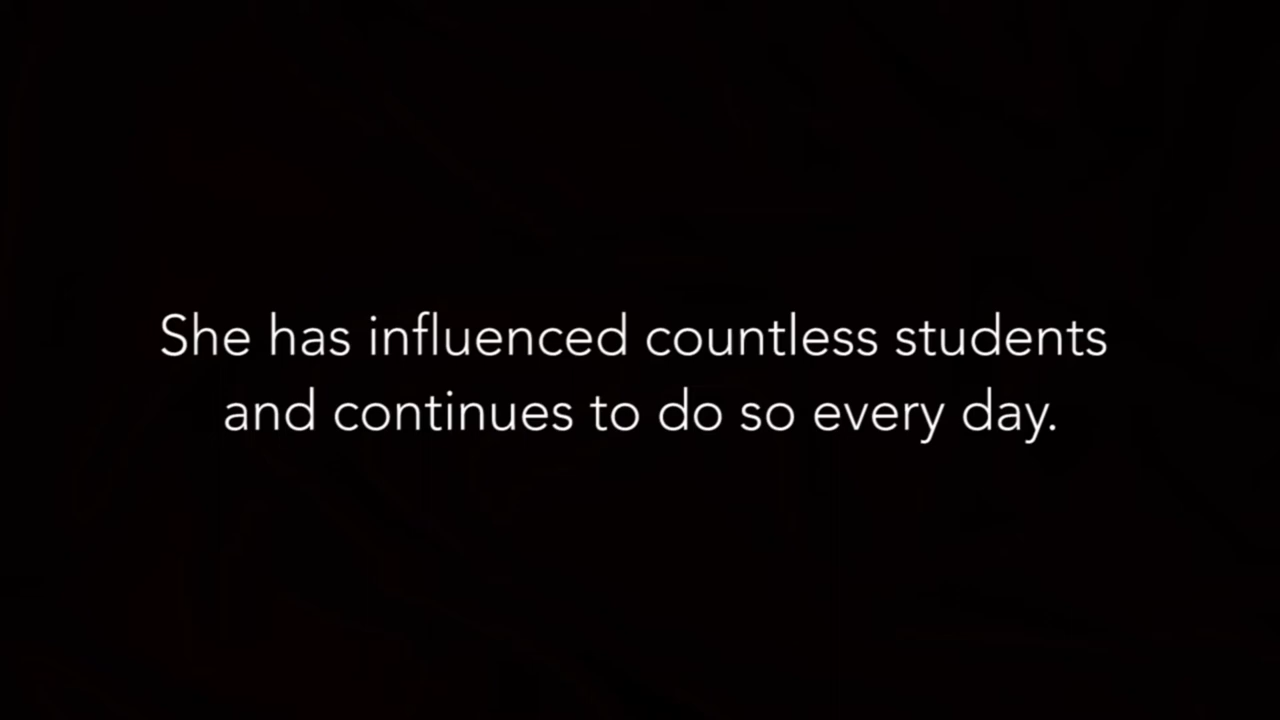 She has influenced countless students
and continues to do so every day.